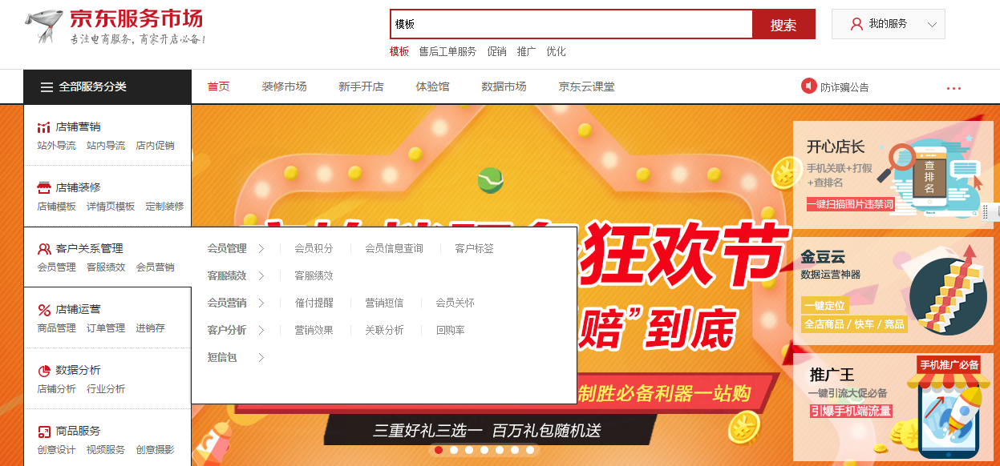 京东服务市场
专注电商服务, 商家开店必备!
模板
搜索
我的服务
模板 售后工单服务 促销 推广 优化
全部服务分类
首页 装修市场 新手开店 体验馆 数据市场 京东云课堂
防诈骗公告
店铺营销
站外导流 站内导流 店内促销
店铺装修
店铺模板 详情页模板 定制装修
客户关系管理
会员管理 客服绩效 会员营销
店铺运营
商品管理 订单管理 进销存
数据分析
店铺分析 行业分析
商品服务
创意设计 视频服务 创意摄影
会员管理 会员积分 会员信息查询 客户标签
客服绩效 客服绩效
会员营销 催付提醒 营销短信 会员关怀
客户分析 营销效果 关联分析 回购率
短信包
狂欢节
赔”到底
制胜必备利器一站购
三重好礼三选一 百万礼包随机送
开心店长
手机关联+打假
+查排名
一键扫描图片违禁词
查排名
金豆云
数据运营神器
一键定位
全店商品 / 快车 / 竞品
手机推广必备
推广王
一键引流大促必备
引爆手机端流量